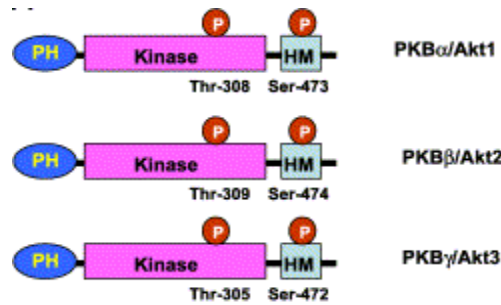 P P
PH Kinase HM PKBα/Akt1
Thr-308 Ser-473
P P
PH Kinase HM PKBβ/Akt2
Thr-309 Ser-474
P P
PH Kinase HM PKBγ/Akt3
Thr-305 Ser-472